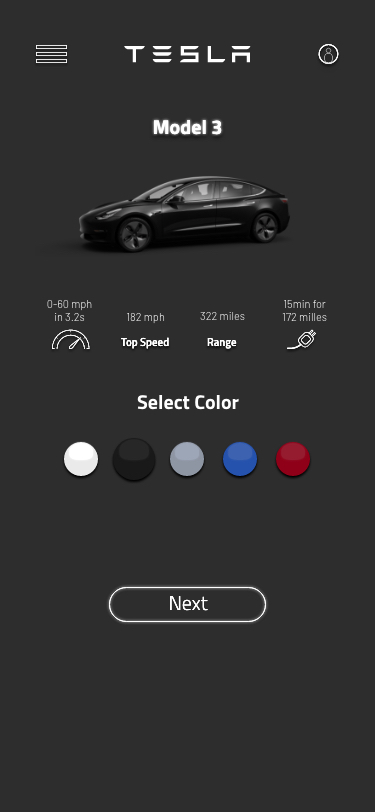 TESLA
Model 3
0-60 mph
in 3.2s
182 mph
Top Speed
322 miles
Range
15min for
172 milles
Select Color
Next